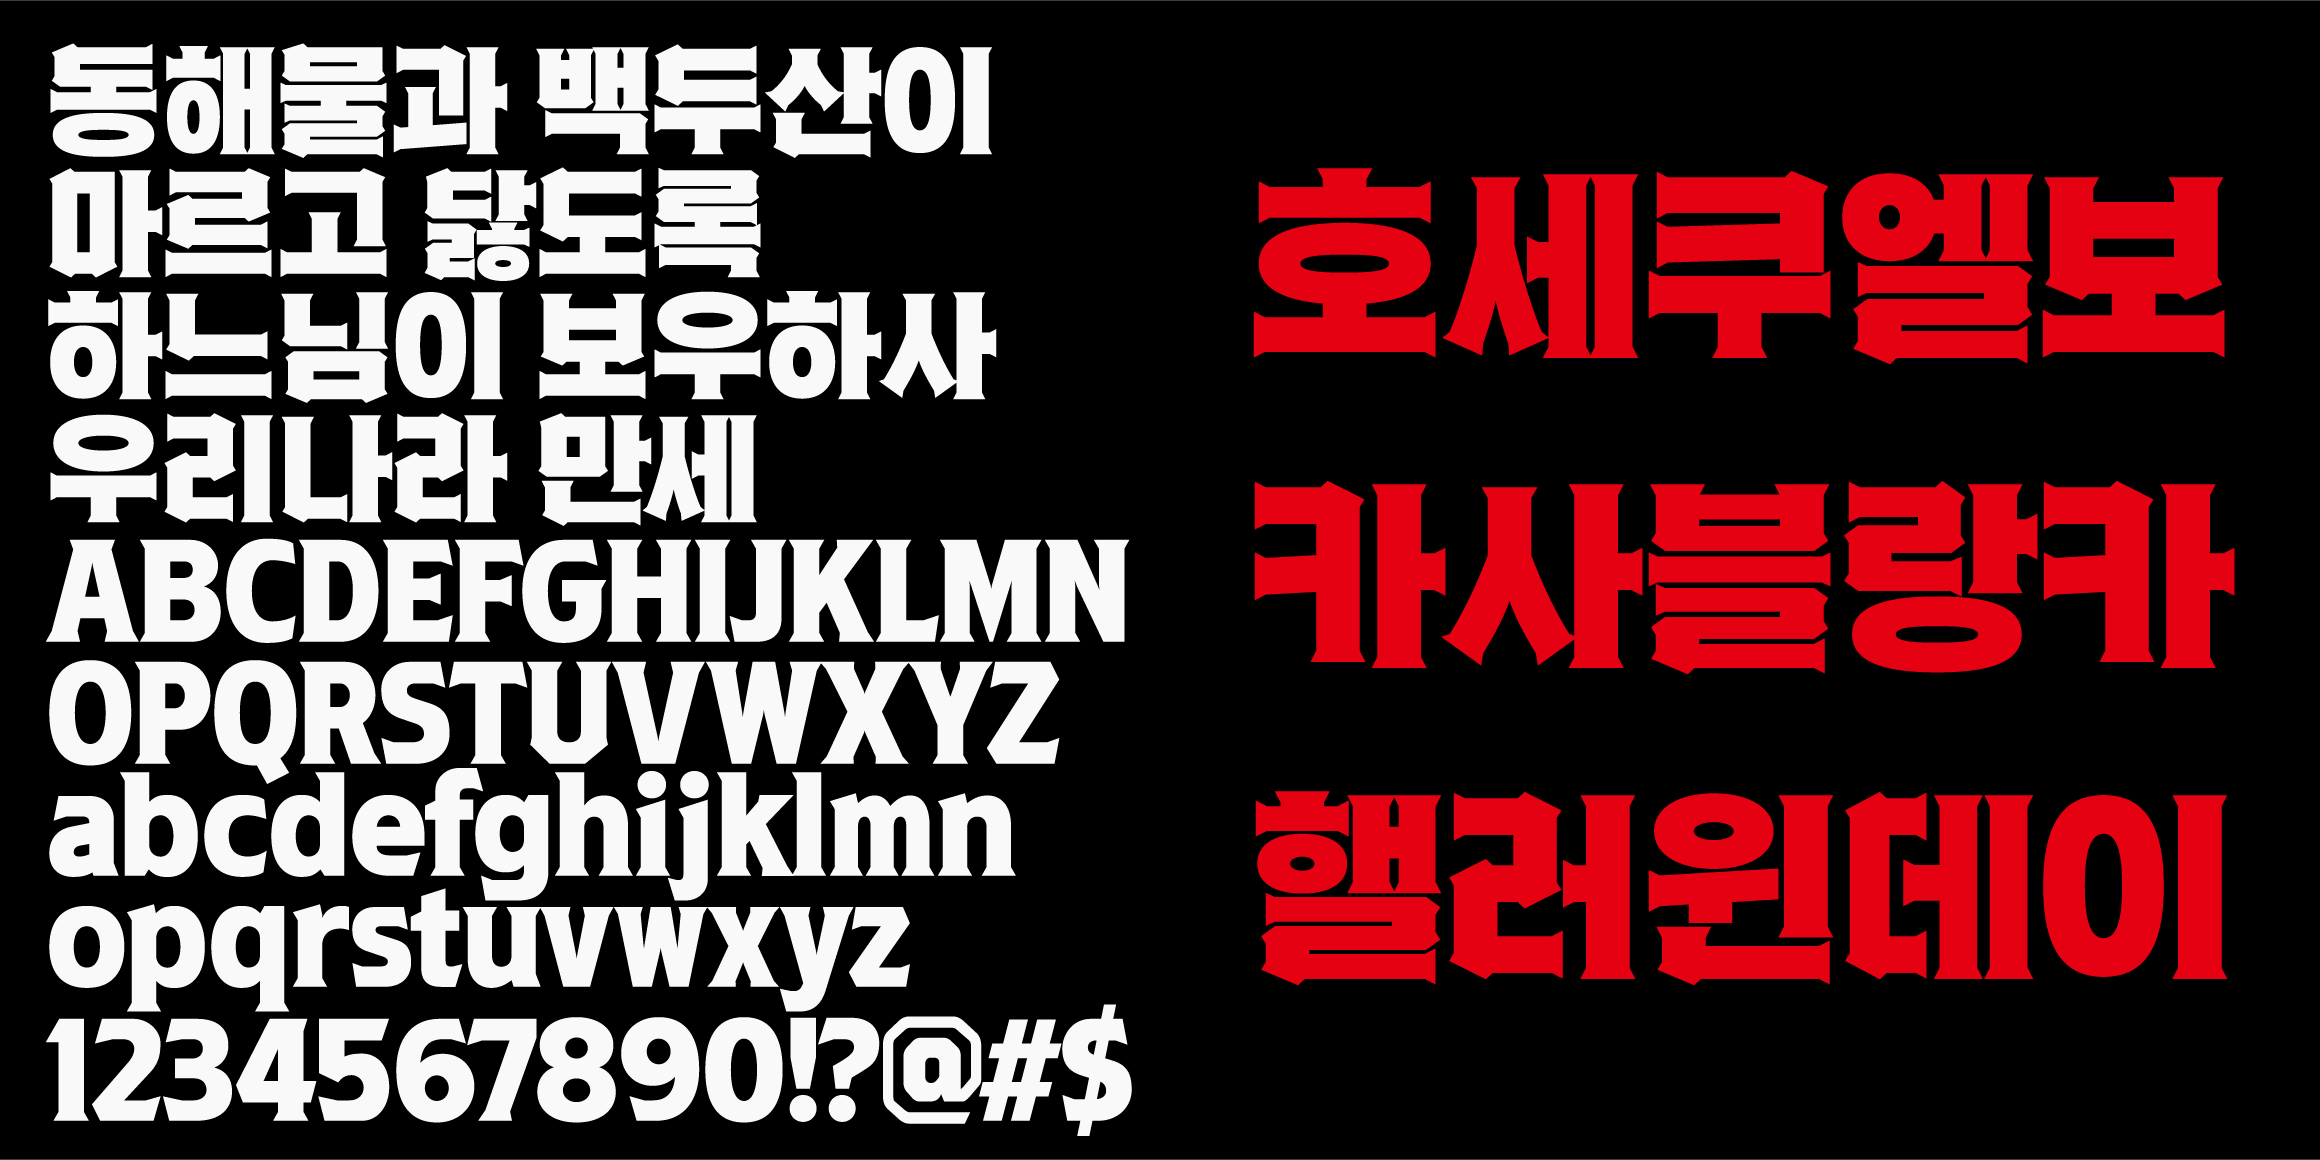 동해물과 백두산이
마르고 닳도록
하느님이 보우하사
우리나라 만세
ABCDEFGHIJKLMN
OPQRSTUVWXYZ
abcdefghijklmn
opqrstuvwxyz
1234567890!?@#$
호세쿠엘보
카사블랑카
핼러윈데이